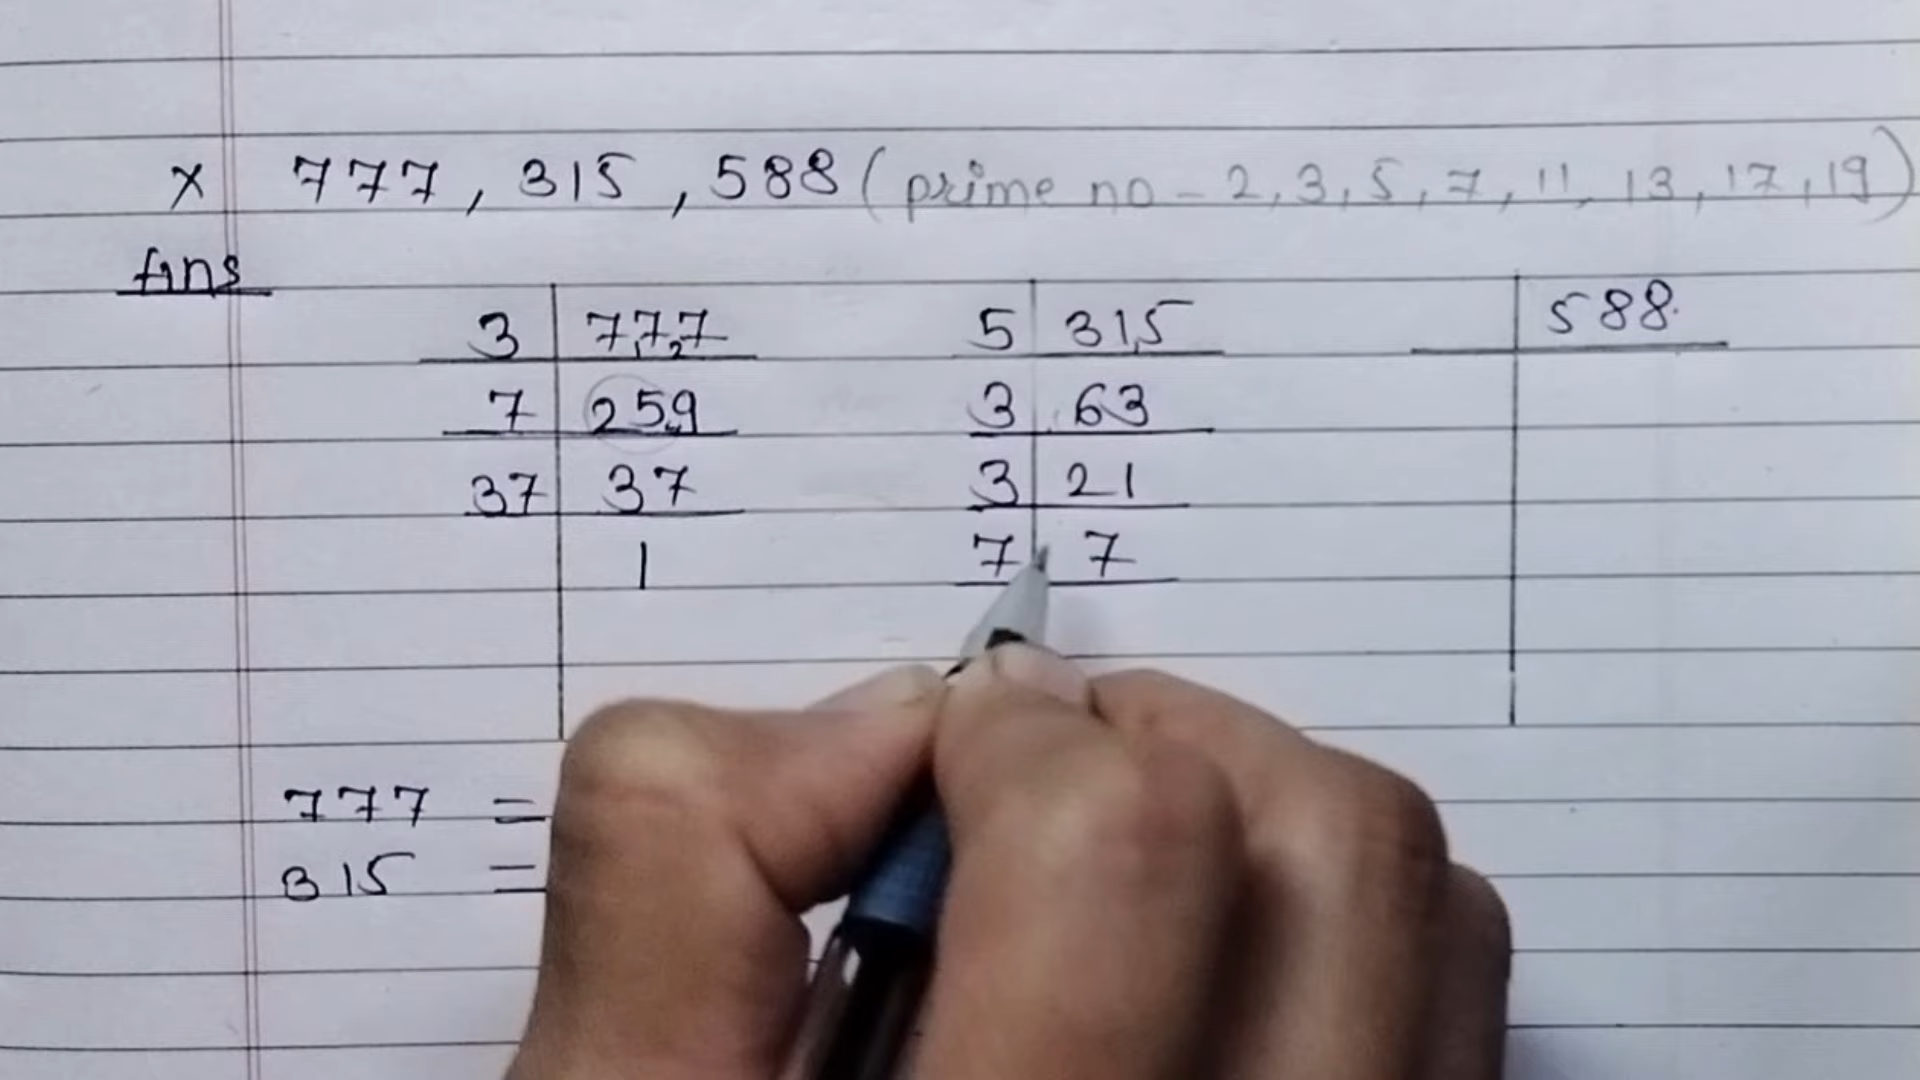 x 777, 315, 588 (prime no - 2, 3, 5, 7, 11, 13, 17, 19)
Ans
3 777 5 315 588
7 259 3 63
37 37 3 21
1 7 7
777 =
315 =